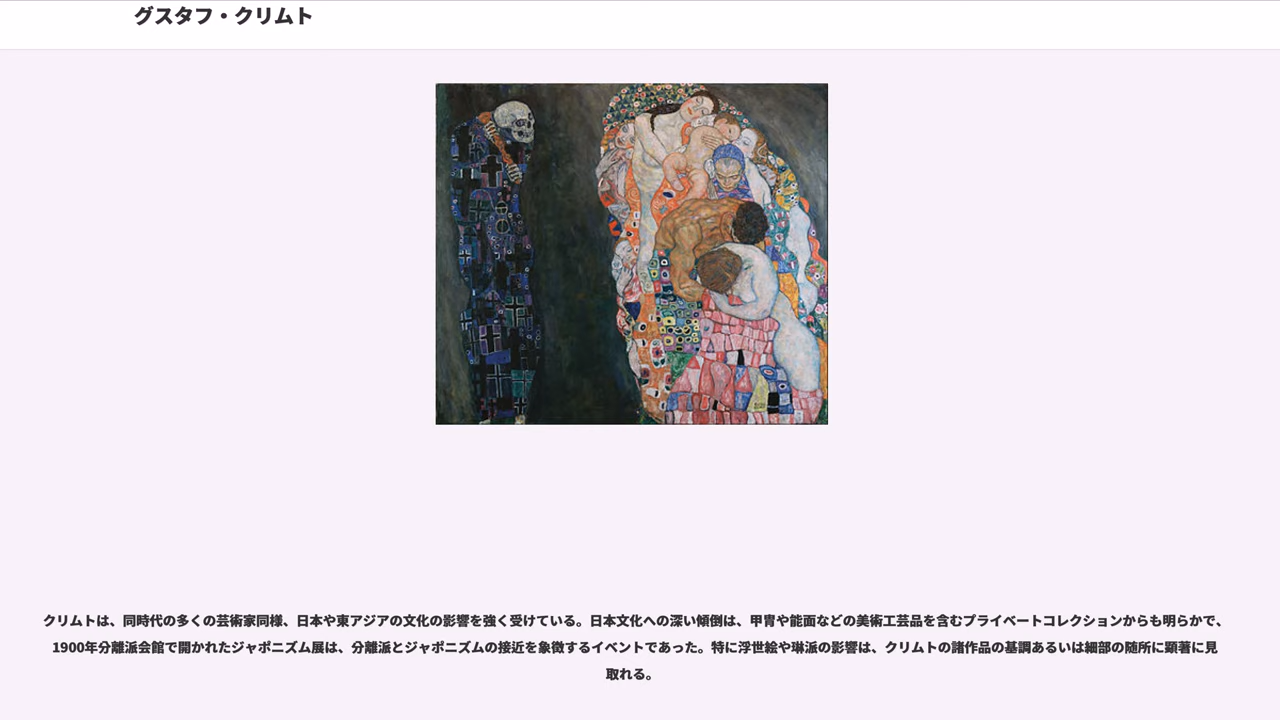 グスタフ・クリムト
クリムトは、同時代の多くの芸術家同様、日本や東アジアの文化の影響を強く受けている。日本文化への深い傾倒は、甲冑や能面などの美術工芸品を含むプライベートコレクションからも明らかで、
1900年分離派会館で開かれたジャポニズム展は、分離派とジャポニズムの接近を象徴するイベントであった。特に浮世絵や琳派の影響は、クリムトの諸作品の基調あるいは細部の随所に顕著に見
取れる。